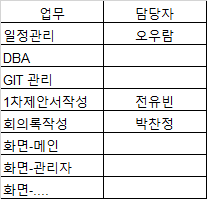 업무 담당자
일정관리 오우람
DBA
GIT 관리
1차제안서작성 전유빈
회의록작성 박찬정
화면-메인
화면-관리자
화면-....